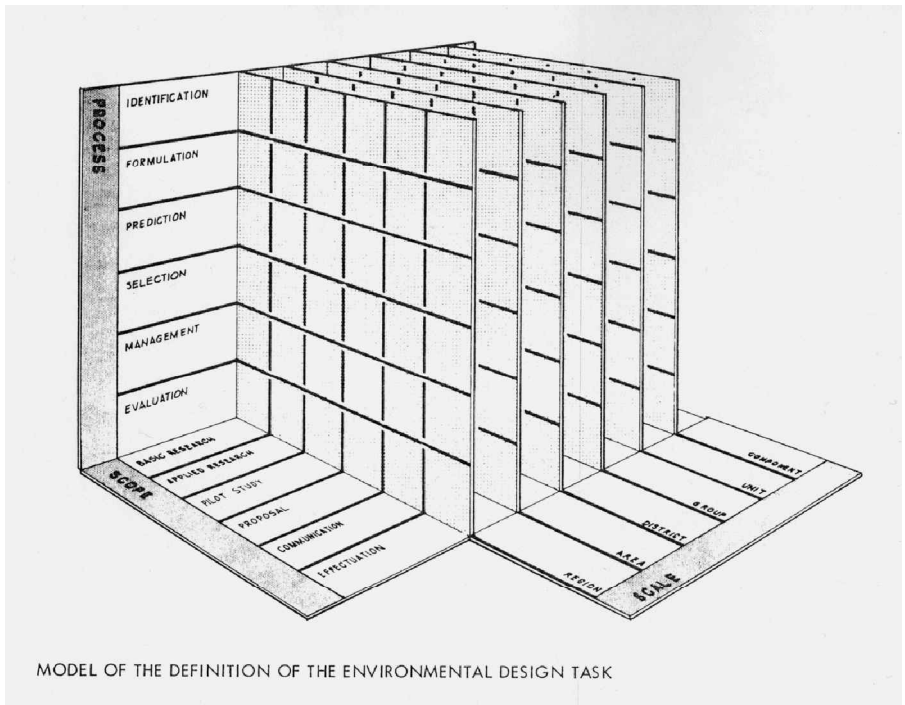 PROCESS
IDENTIFICATION
FORMULATION
PREDICTION
SELECTION
MANAGEMENT
EVALUATION
SCOPE
BASIC RESEARCH
APPLIED RESEARCH
PILOT STUDY
PROPOSAL
COMMUNICATION
EFFECTUATION
COMPONENT
UNIT
GROUP
DISTRICT
AREA
REGION
SCALE
MODEL OF THE DEFINITION OF THE ENVIRONMENTAL DESIGN TASK